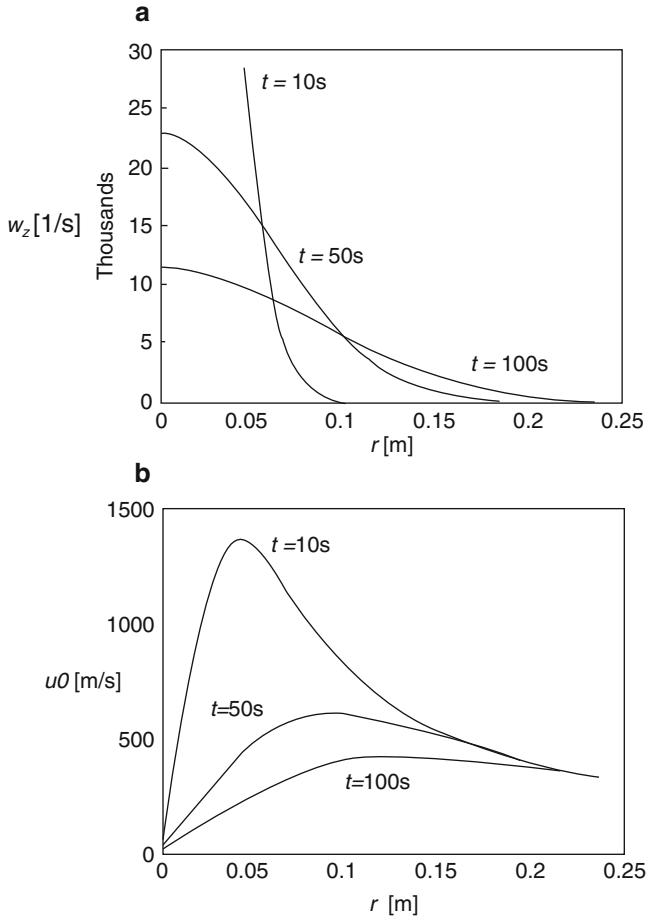 a
30
25
20
15
10
5
0
Thousands
w_z [1/s]
t = 10s
t = 50s
t = 100s
0
0.05
0.1
0.15
0.2
0.25
r [m]
b
1500
1000
500
0
u0 [m/s]
t =10s
t=50s
t=100s
0
0.05
0.1
0.15
0.2
0.25
r [m]